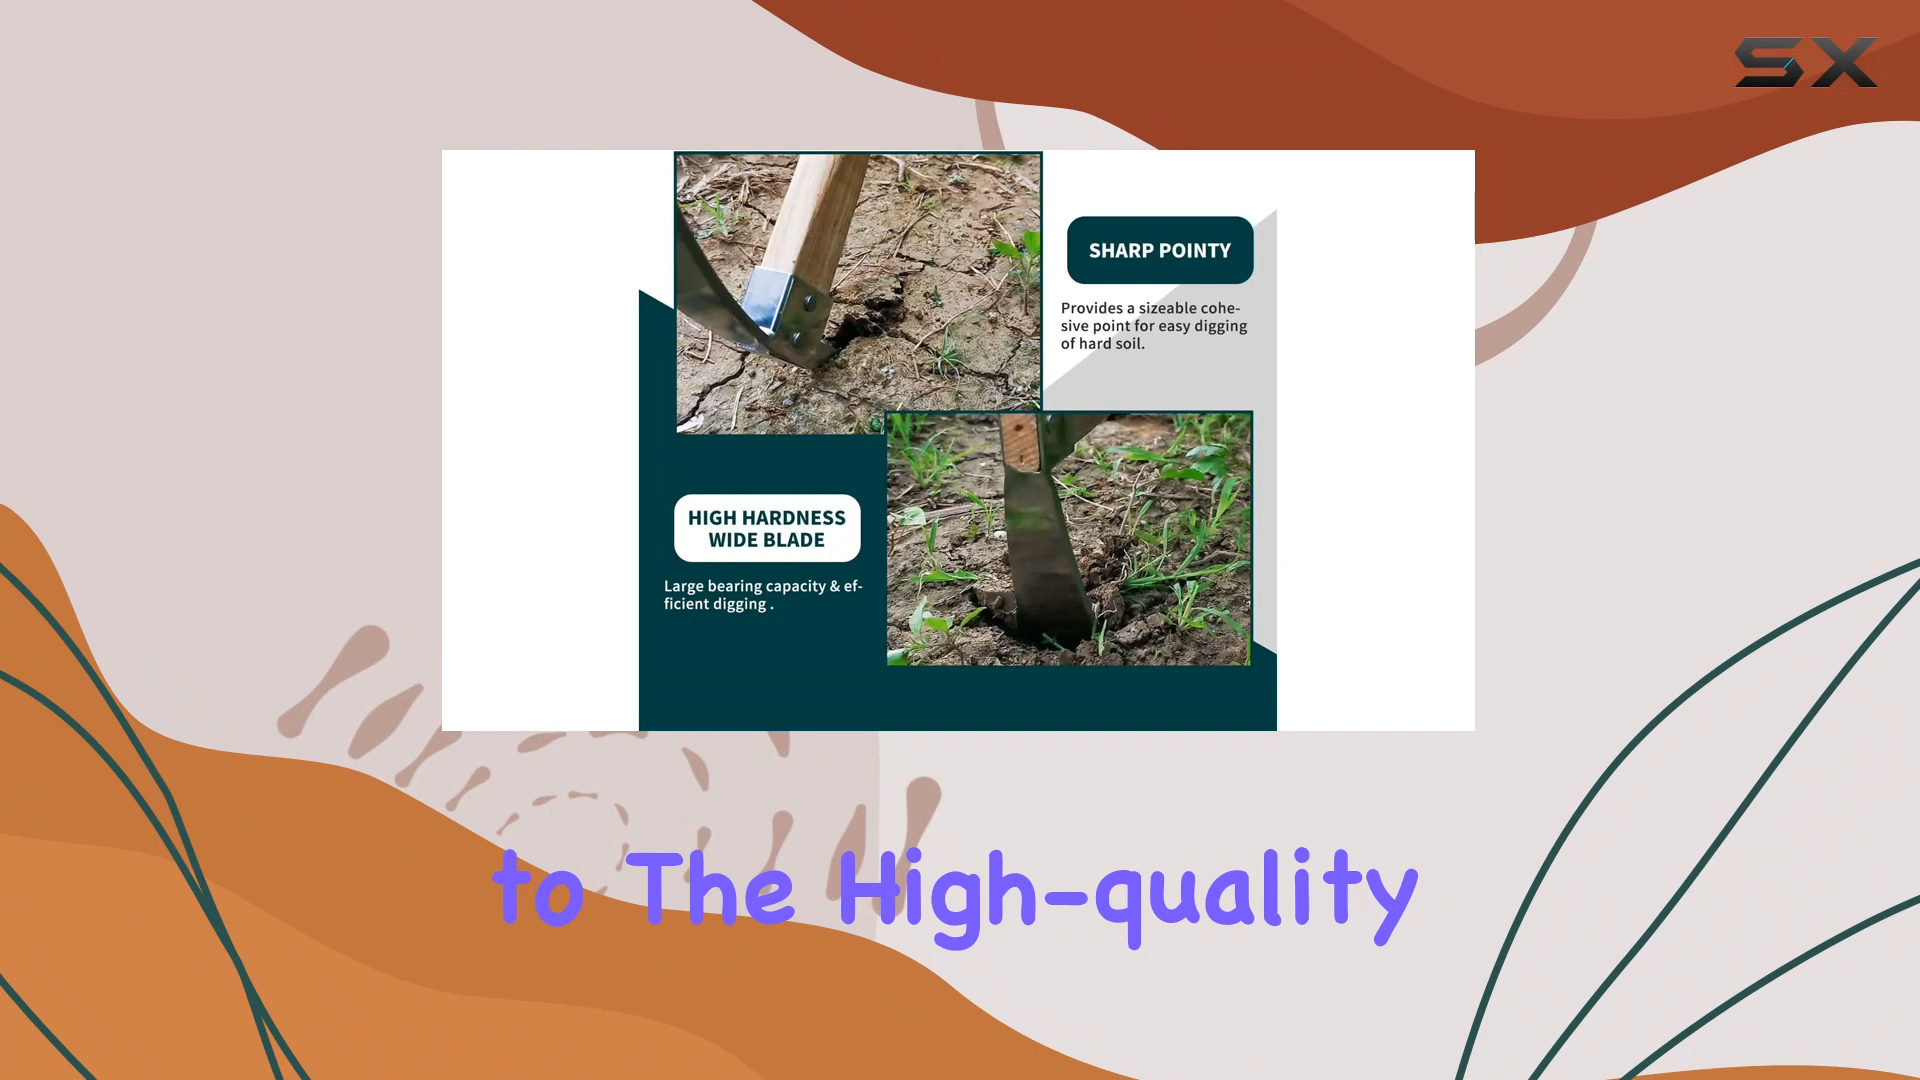 SX
SHARP POINTY
Provides a sizeable cohe-
sive point for easy digging
of hard soil.
HIGH HARDNESS
WIDE BLADE
Large bearing capacity & ef-
ficient digging .
to The High-quality